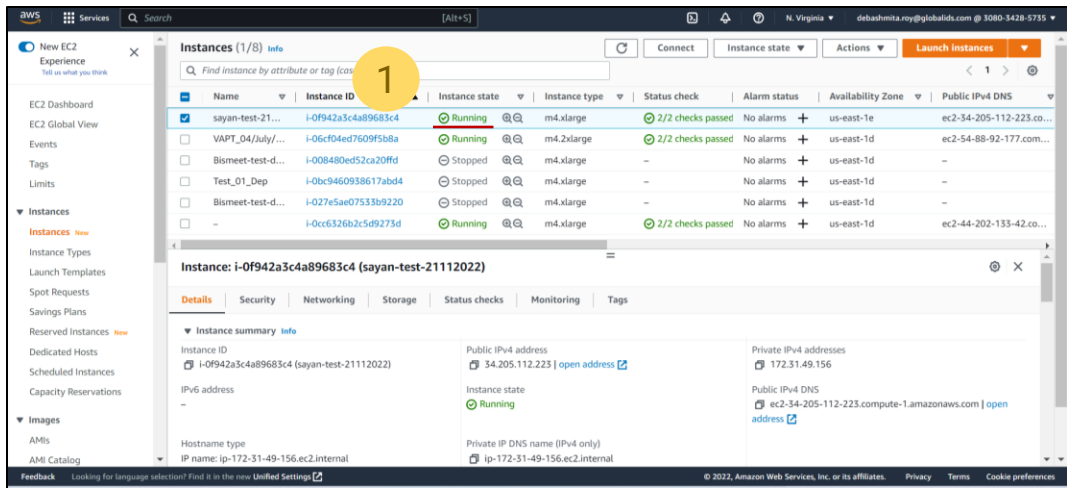 aws Services Search [Alt+S] N. Virginia debashmita.roy@globalids.com @ 3080-3428-5735
New EC2
Experience
Tell us what you think
EC2 Dashboard
EC2 Global View
Events
Tags
Limits
Instances
Instances New
Instance Types
Launch Templates
Spot Requests
Savings Plans
Reserved Instances New
Dedicated Hosts
Scheduled Instances
Capacity Reservations
Images
AMIs
AMI Catalog
Instances (1/8) Info Connect Instance state Actions Launch instances
Find instance by attribute or tag (cas 1
1
Name Instance ID Instance state Instance type Status check Alarm status Availability Zone Public IPv4 DNS
sayan-test-21... i-0f942a3c4a89683c4 Running m4.xlarge 2/2 checks passed No alarms + us-east-1e ec2-34-205-112-223.co...
VAPT_04/July/... i-06cf04ed7609f5b8a Running m4.2xlarge 2/2 checks passed No alarms + us-east-1d ec2-54-88-92-177.com...
Bismeet-test-d... i-008480ed52ca20ffd Stopped m4.xlarge – No alarms + us-east-1d –
Test_01_Dep i-0bc9460938617abd4 Stopped m4.xlarge – No alarms + us-east-1d –
Bismeet-test-d... i-027e5ae07533b9220 Stopped m4.xlarge – No alarms + us-east-1d –
– i-0cc6326b2c5d9273d Running m4.xlarge 2/2 checks passed No alarms + us-east-1d ec2-44-202-133-42.co...
Instance: i-0f942a3c4a89683c4 (sayan-test-21112022)
Details Security Networking Storage Status checks Monitoring Tags
Instance summary Info
Instance ID Public IPv4 address Private IPv4 addresses
i-0f942a3c4a89683c4 (sayan-test-21112022) 34.205.112.223 | open address 172.31.49.156
IPv6 address Instance state Public IPv4 DNS
– Running ec2-34-205-112-223.compute-1.amazonaws.com | open
address
Hostname type Private IP DNS name (IPv4 only)
IP name: ip-172-31-49-156.ec2.internal ip-172-31-49-156.ec2.internal
Feedback Looking for language selection? Find it in the new Unified Settings © 2022, Amazon Web Services, Inc. or its affiliates. Privacy Terms Cookie preferences